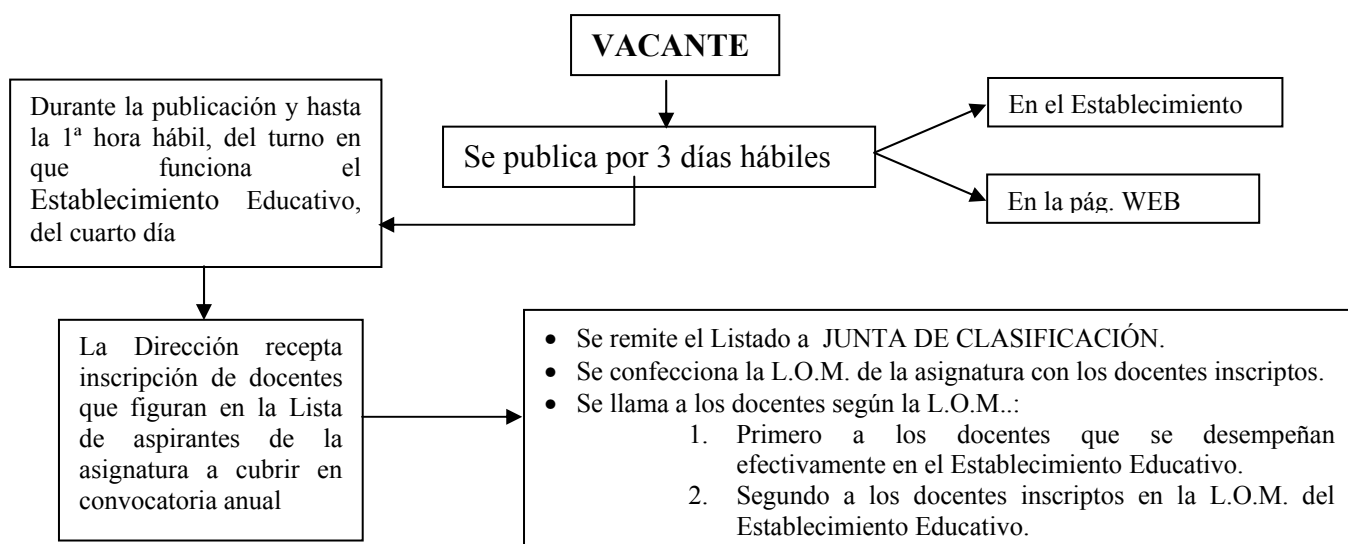 VACANTE
Durante la publicación y hasta
la 1ª hora hábil, del turno en
que funciona el
Establecimiento Educativo,
del cuarto día
Se publica por 3 días hábiles
En el Establecimiento
En la pág. WEB
La Dirección recepta
inscripción de docentes
que figuran en la Lista
de aspirantes de la
asignatura a cubrir en
convocatoria anual
• Se remite el Listado a JUNTA DE CLASIFICACIÓN.
• Se confecciona la L.O.M. de la asignatura con los docentes inscriptos.
• Se llama a los docentes según la L.O.M..:
1. Primero a los docentes que se desempeñan
efectivamente en el Establecimiento Educativo.
2. Segundo a los docentes inscriptos en la L.O.M. del
Establecimiento Educativo.